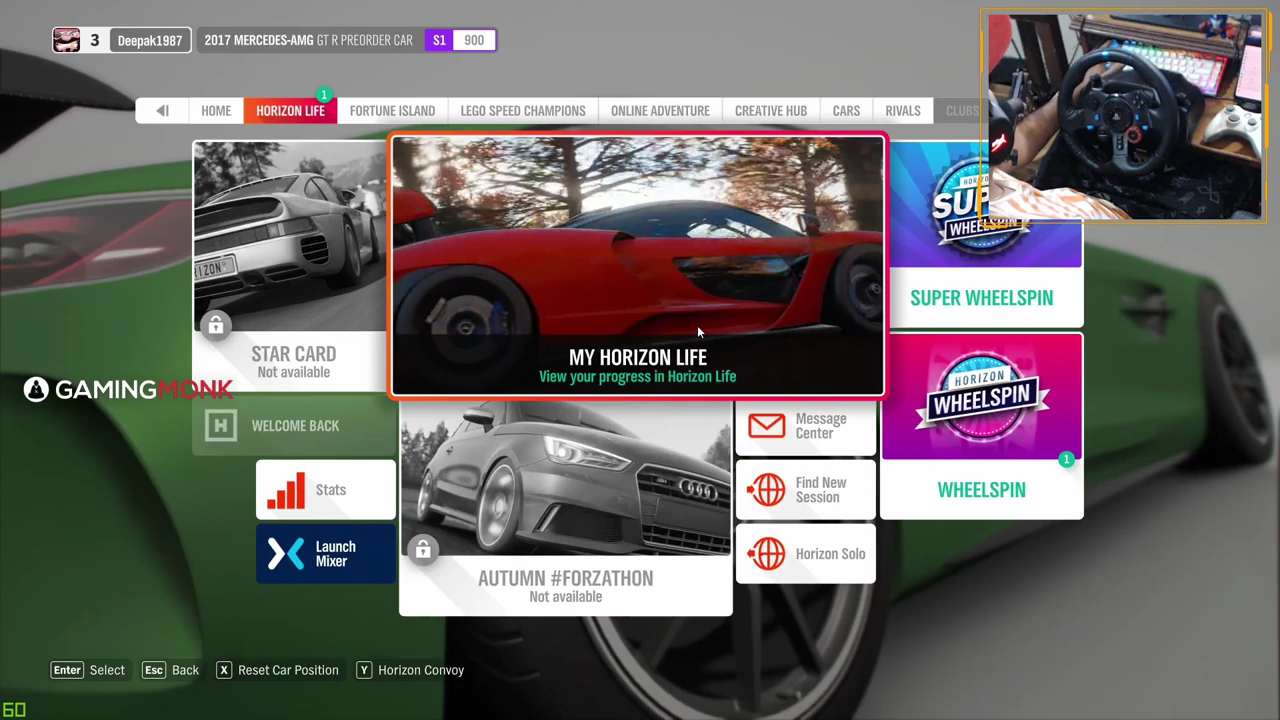 3 Deepak1987 2017 MERCEDES-AMG GT R PREORDER CAR S1 900
1
HOME HORIZON LIFE FORTUNE ISLAND LEGO SPEED CHAMPIONS ONLINE ADVENTURE CREATIVE HUB CARS RIVALS CLUBS
STAR CARD
Not available
MY HORIZON LIFE
View your progress in Horizon Life
SUPER WHEELSPIN
GAMINGMONK
H WELCOME BACK
Stats
Launch
Mixer
AUTUMN #FORZATHON
Not available
Message
Center
Find New
Session
Horizon Solo
HORIZON
WHEELSPIN
1
WHEELSPIN
Enter Select Esc Back X Reset Car Position Y Horizon Convoy
60